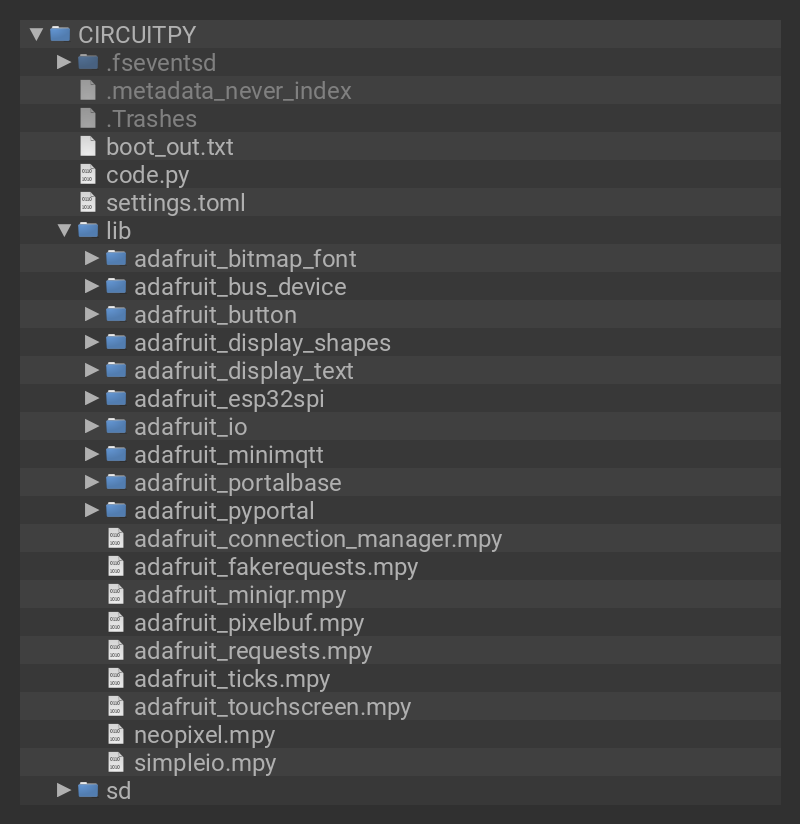 CIRCUITPY
.fseventsd
.metadata_never_index
.Trashes
boot_out.txt
code.py
settings.toml
lib
adafruit_bitmap_font
adafruit_bus_device
adafruit_button
adafruit_display_shapes
adafruit_display_text
adafruit_esp32spi
adafruit_io
adafruit_minimqtt
adafruit_portalbase
adafruit_pyportal
adafruit_connection_manager.mpy
adafruit_fakerequests.mpy
adafruit_miniqr.mpy
adafruit_pixelbuf.mpy
adafruit_requests.mpy
adafruit_ticks.mpy
adafruit_touchscreen.mpy
neopixel.mpy
simpleio.mpy
sd